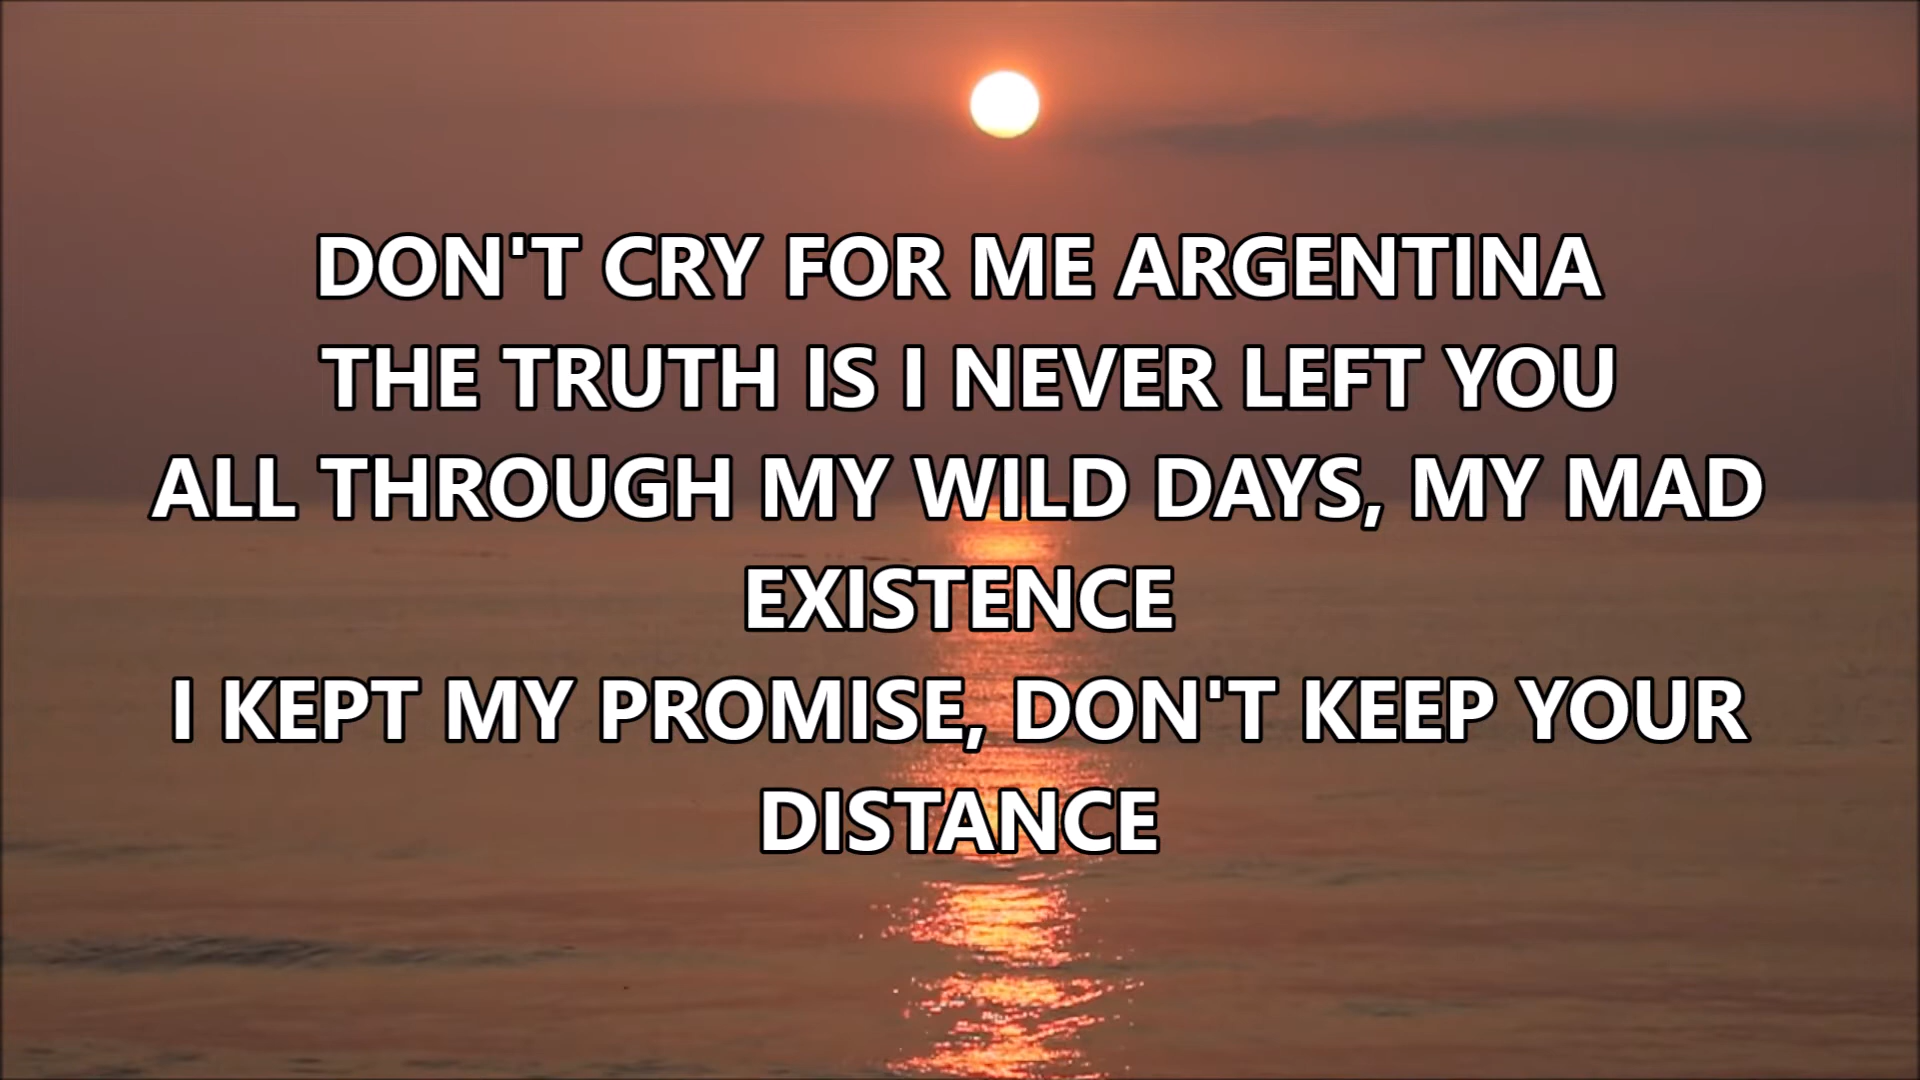 DON'T CRY FOR ME ARGENTINA
THE TRUTH IS I NEVER LEFT YOU
ALL THROUGH MY WILD DAYS, MY MAD
EXISTENCE
I KEPT MY PROMISE, DON'T KEEP YOUR
DISTANCE